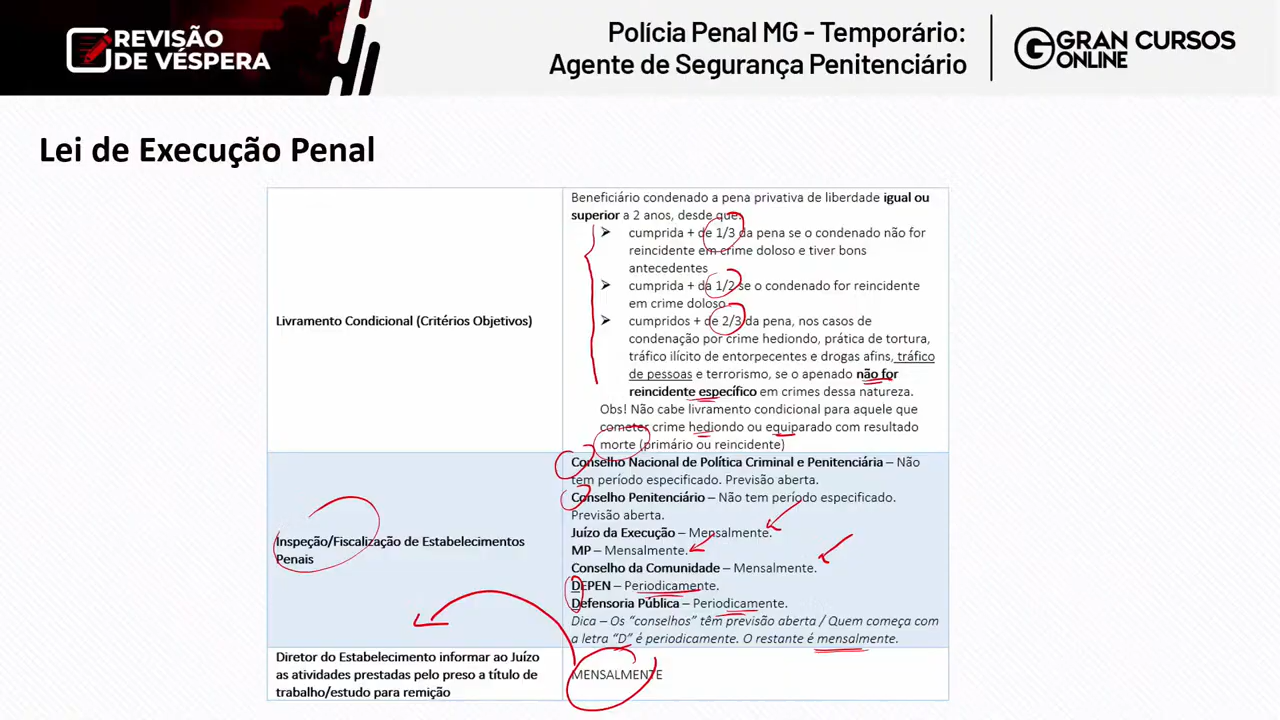 REVISÃO
DE VÉSPERA
Polícia Penal MG - Temporário:
Agente de Segurança Penitenciário
GRAN CURSOS
ONLINE
Lei de Execução Penal
Livramento Condicional (Critérios Objetivos)
Beneficiário condenado a pena privativa de liberdade igual ou
superior a 2 anos, desde que:
cumprida + de 1/3 da pena se o condenado não for
reincidente em crime doloso e tiver bons
antecedentes
cumprida + da 1/2 se o condenado for reincidente
em crime doloso
cumpridos + de 2/3 da pena, nos casos de
condenação por crime hediondo, prática de tortura,
tráfico ilícito de entorpecentes e drogas afins, tráfico
de pessoas e terrorismo, se o apenado não for
reincidente específico em crimes dessa natureza.
Obs! Não cabe livramento condicional para aquele que
cometer crime hediondo ou equiparado com resultado
morte (primário ou reincidente)
Inspeção/Fiscalização de Estabelecimentos
Penais
Conselho Nacional de Política Criminal e Penitenciária – Não
tem período especificado. Previsão aberta.
Conselho Penitenciário – Não tem período especificado.
Previsão aberta.
Juízo da Execução – Mensalmente.
MP – Mensalmente.
Conselho da Comunidade – Mensalmente.
DEPEN – Periodicamente.
Defensoria Pública – Periodicamente.
Dica – Os “conselhos” têm previsão aberta / Quem começa com
a letra “D” é periodicamente. O restante é mensalmente.
Diretor do Estabelecimento informar ao Juízo
as atividades prestadas pelo preso a título de
trabalho/estudo para remição
MENSALMENTE